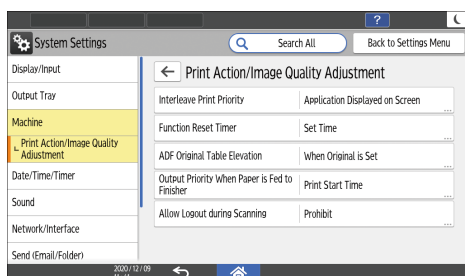 ?
System Settings
Search All
Back to Settings Menu
Display/Input
Output Tray
Machine
Print Action/Image Quality
Adjustment
Date/Time/Timer
Sound
Network/Interface
Send (Email/Folder)
Print Action/Image Quality Adjustment
Interleave Print Priority
Application Displayed on Screen
Function Reset Timer
Set Time
ADF Original Table Elevation
When Original is Set
Output Priority When Paper is Fed to
Finisher
Print Start Time
Allow Logout during Scanning
Prohibit
2020/12/09